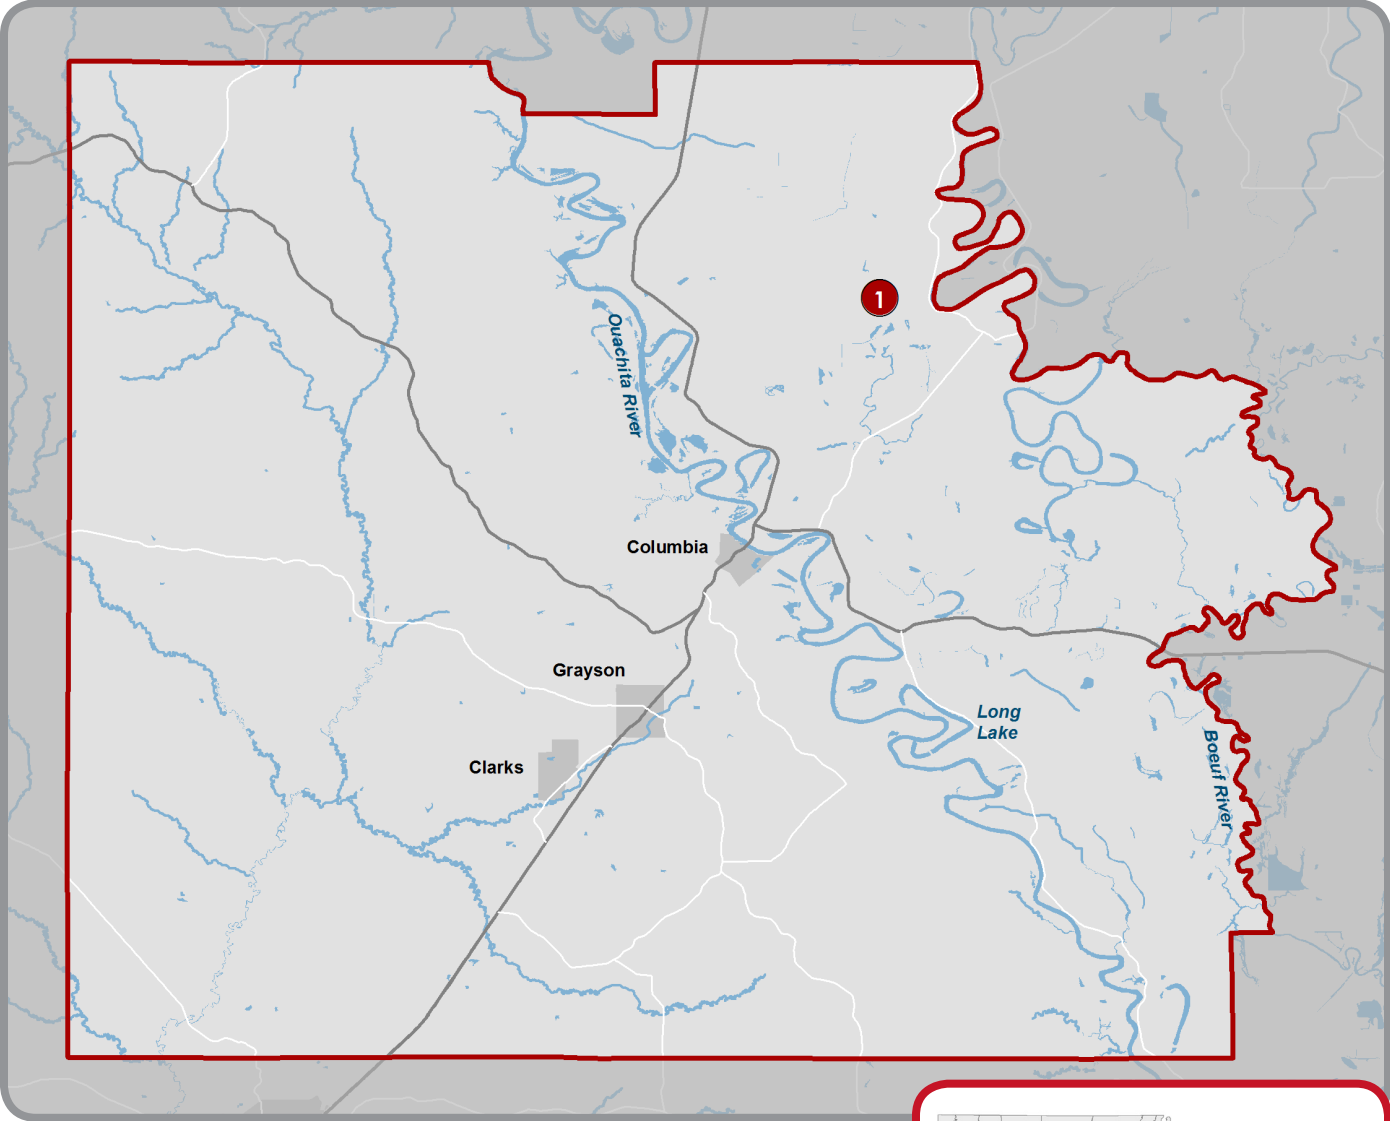 1
Ouachita River
Columbia
Grayson
Long
Lake
Clarks
Boeuf River